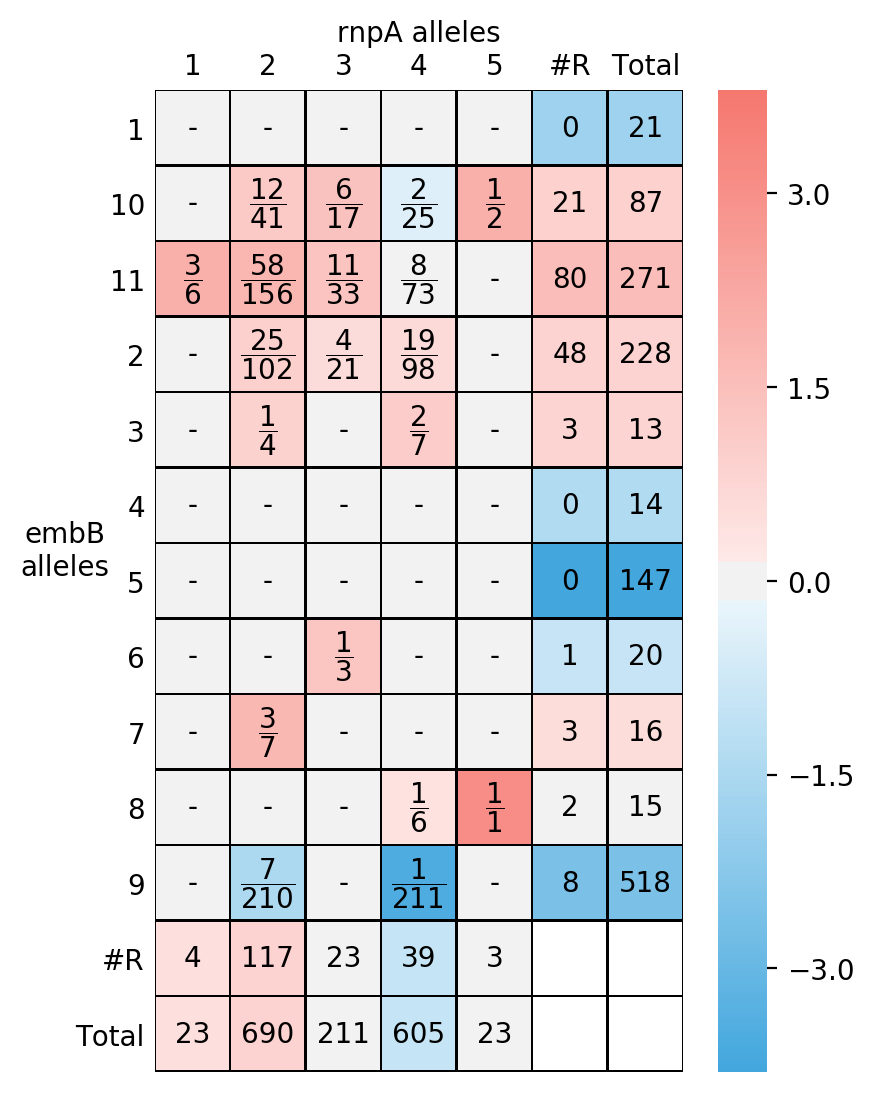 rnpA alleles
1 2 3 4 5 #R Total
1 - - - - - 0 21
10 - 12/41 6/17 2/25 1/2 21 87
11 3/6 58/156 11/33 8/73 - 80 271
2 - 25/102 4/21 19/98 - 48 228
3 - 1/4 - 2/7 - 3 13
4 - - - - - 0 14
embB
alleles
5 - - - - - 0 147
6 - - 1/3 - - 1 20
7 - 3/7 - - - 3 16
8 - - - 1/6 1/1 2 15
9 - 7/210 - 1/211 - 8 518
#R 4 117 23 39 3
Total 23 690 211 605 23
3.0
1.5
0.0
−1.5
−3.0